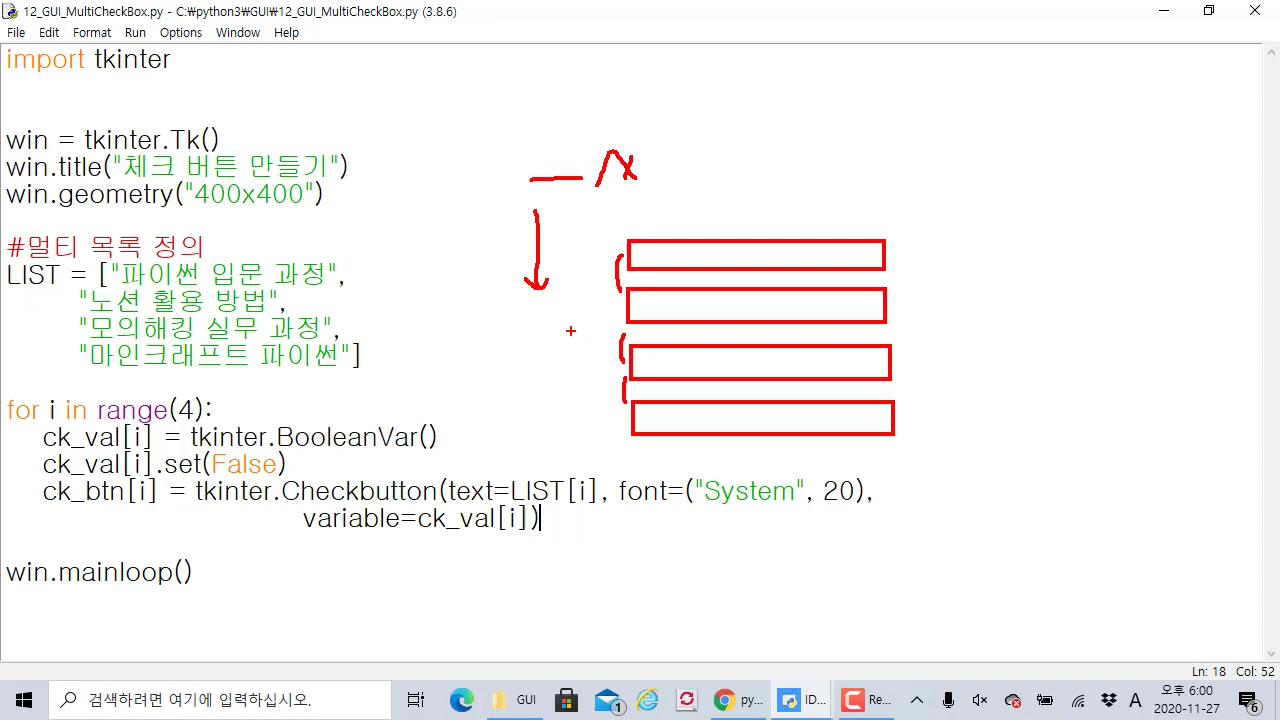 12_GUI_MultiCheckBox.py - C:₩python3₩GUI₩12_GUI_MultiCheckBox.py (3.8.6)
File Edit Format Run Options Window Help
import tkinter
win = tkinter.Tk()
win.title("체크 버튼 만들기")
win.geometry("400x400")
#멀티 목록 정의
LIST = ["파이썬 입문 과정",
"노션 활용 방법",
"모의해킹 실무 과정",
"마인크래프트 파이썬"]
for i in range(4):
ck_val[i] = tkinter.BooleanVar()
ck_val[i].set(False)
ck_btn[i] = tkinter.Checkbutton(text=LIST[i], font=("System", 20),
variable=ck_val[i])
win.mainloop()
Ln: 18 Col: 52
검색하려면 여기에 입력하십시오.
GUI
1
py...
ID...
Re...
A
오후 6:00
2020-11-27
6